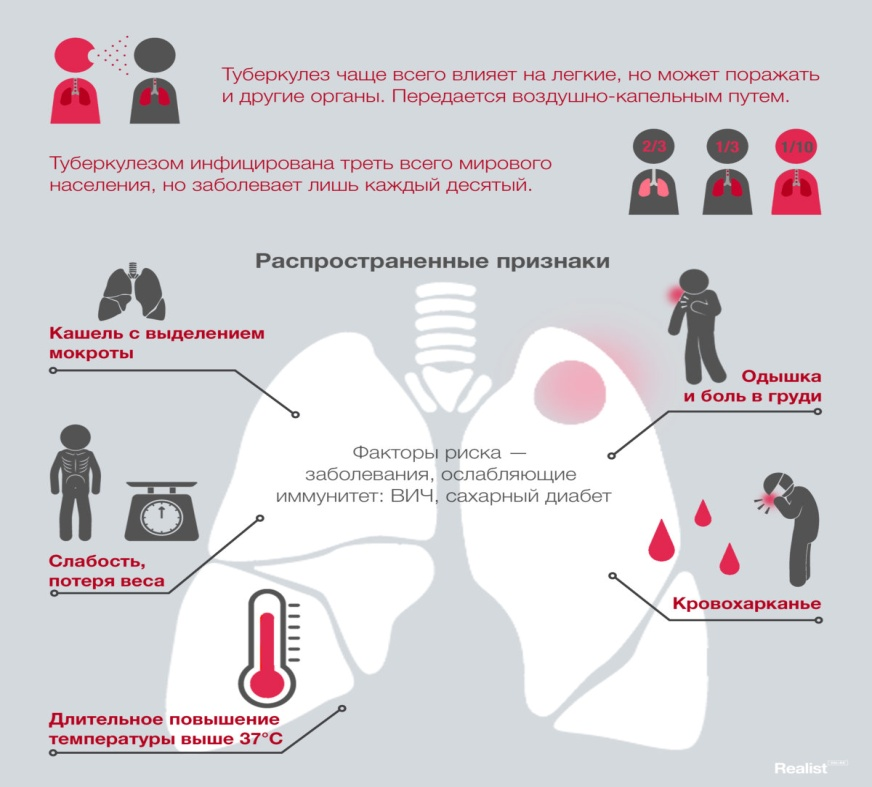 Туберкулез чаще всего влияет на легкие, но может поражать
и другие органы. Передается воздушно-капельным путем.
2/3
1/3
1/10
Туберкулезом инфицирована треть всего мирового
населения, но заболевает лишь каждый десятый.
Распространенные признаки
Кашель с выделением
мокроты
Одышка
и боль в груди
Факторы риска —
заболевания, ослабляющие
иммунитет: ВИЧ, сахарный диабет
Слабость,
потеря веса
Кровохарканье
Длительное повышение
температуры выше 37°C
Realist